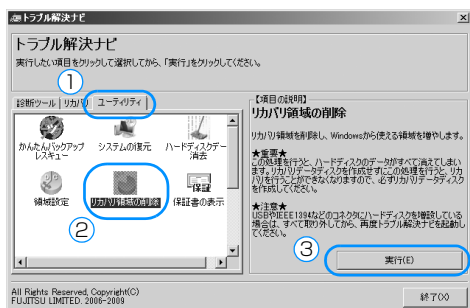 トラブル解決ナビ
トラブル解決ナビ
実行したい項目をクリックして選択してから、「実行」をクリックしてください。
①
診断ツール リカバリ ユーティリティ
かんたんバックアップ
レスキュー
システムの復元
ハードディスクデー
タ消去
領域設定
リカバリ領域の削除
保証
保証書の表示
②
【項目の説明】
リカバリ領域の削除
リカバリ領域を削除し、Windowsから使える領域を増やします。
★重要★
この処理を行うと、ハードディスクのデータがすべて消えてしまい
ます。リカバリデータディスクを作成せずにこの処理を行うと、リカ
バリを行うことができなくなりますので、必ずリカバリデータディスク
を作成してください。
★注意★
USBやIEEE1394などのコネクタにハードディスクを増設している
場合は、すべて取り外してから、再度トラブル解決ナビを起動し
てください。
③
実行(E)
All Rights Reserved, Copyright(C)
FUJITSU LIMITED. 2006-2009
終了(X)